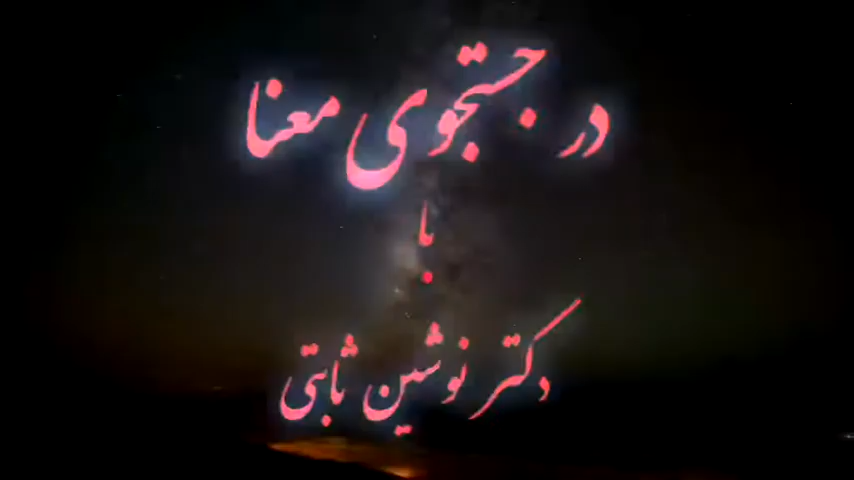 در جستجوی معنا
با
دکتر نوشین ثابتی